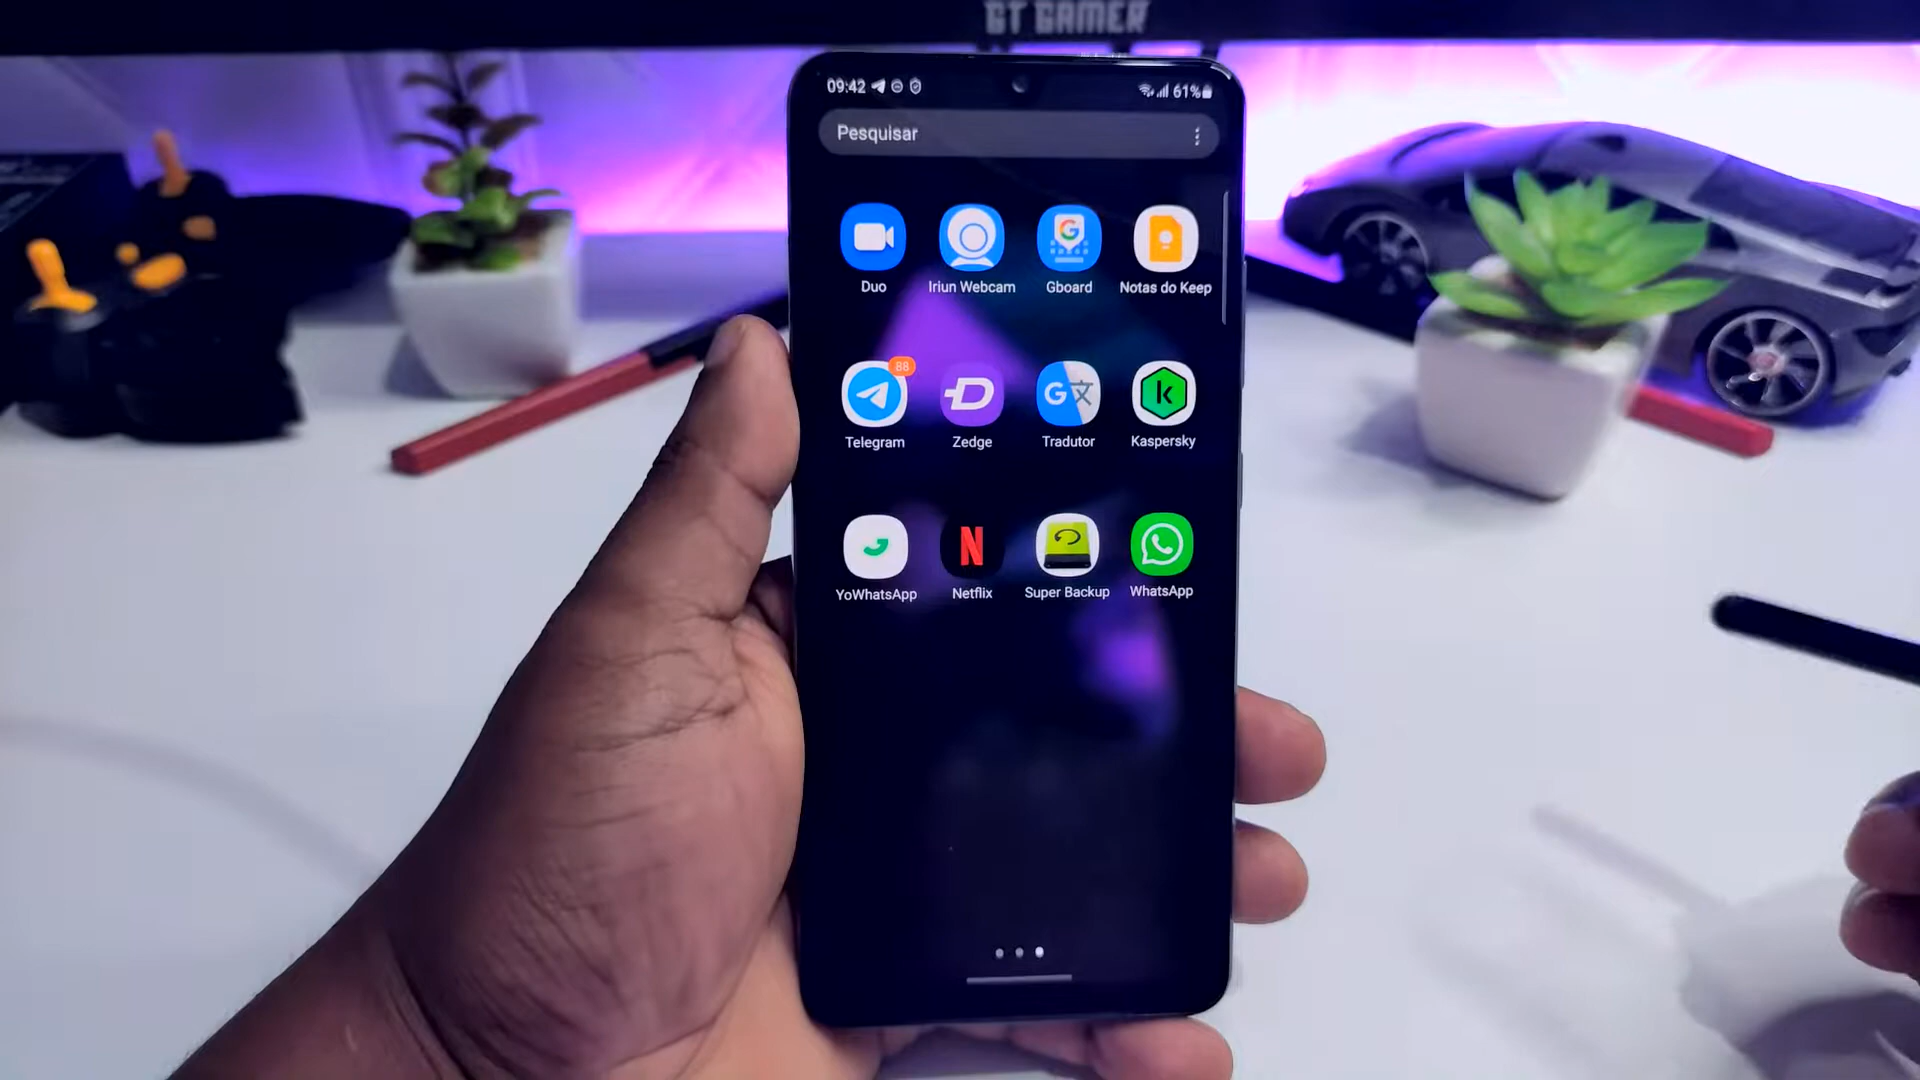 GT GAMER
09:42
61%
Pesquisar
Duo
Iriun Webcam
Gboard
Notas do Keep
88
Telegram
Zedge
Tradutor
Kaspersky
YoWhatsApp
Netflix
Super Backup
WhatsApp